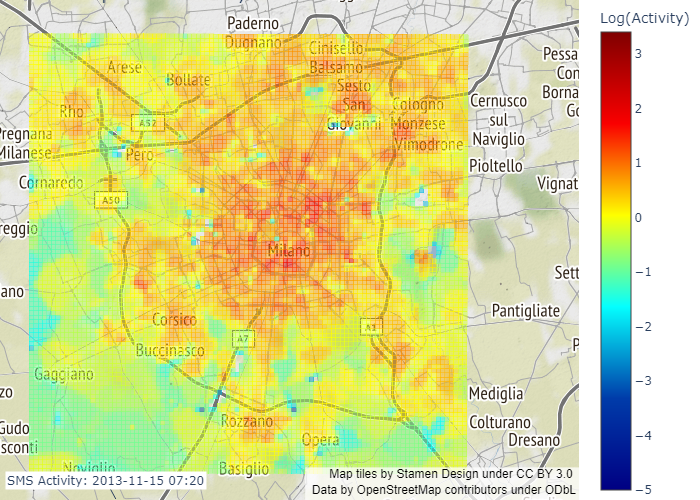 Log(Activity)
3
2
1
0
−1
−2
−3
−4
−5
Paderno
Dugnano
Cinisello
Balsamo
Arese
Bollate
Sesto
San
Giovanni
Cologno
Monzese
Vimodrone
Pessa
Con
Borna
Go
Cernusco
sul
Naviglio
Rho
A52
Pero
Pregnana
Milanese
Cornaredo
Pioltello
Vignat
A50
reggio
Milano
Sett
ano
Pantigliate
Corsico
A7
A1
Buccinasco
P
Gaggiano
zo
Mediglia
Rozzano
Colturano
Dresano
Gudo
sconti
Opera
Noviglio
Basiglio
SMS Activity: 2013-11-15 07:20
Map tiles by Stamen Design under CC BY 3.0
Data by OpenStreetMap contributors under ODbL